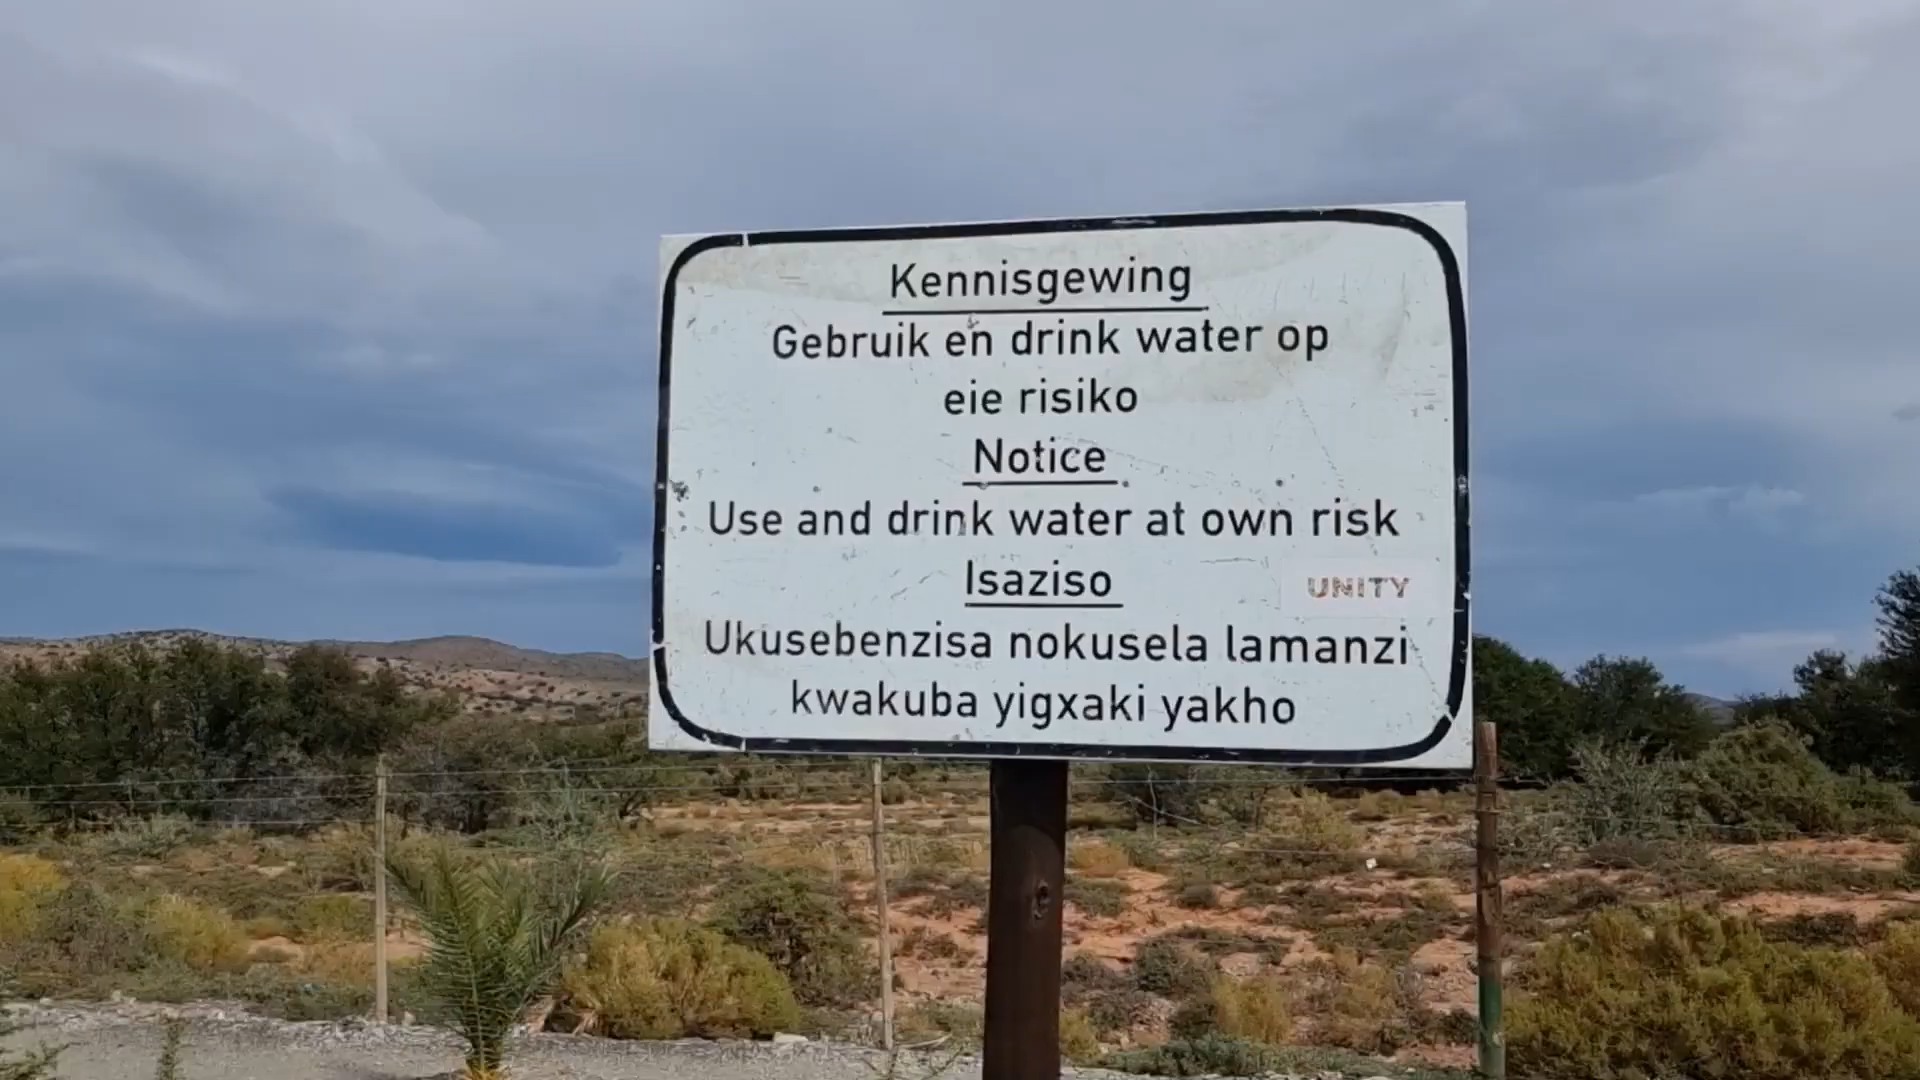 Kennisgewing
Gebruik en drink water op
eie risiko
Notice
Use and drink water at own risk
Isaziso
UNITY
Ukusebenzisa nokusela lamanzi
kwakuba yigxaki yakho